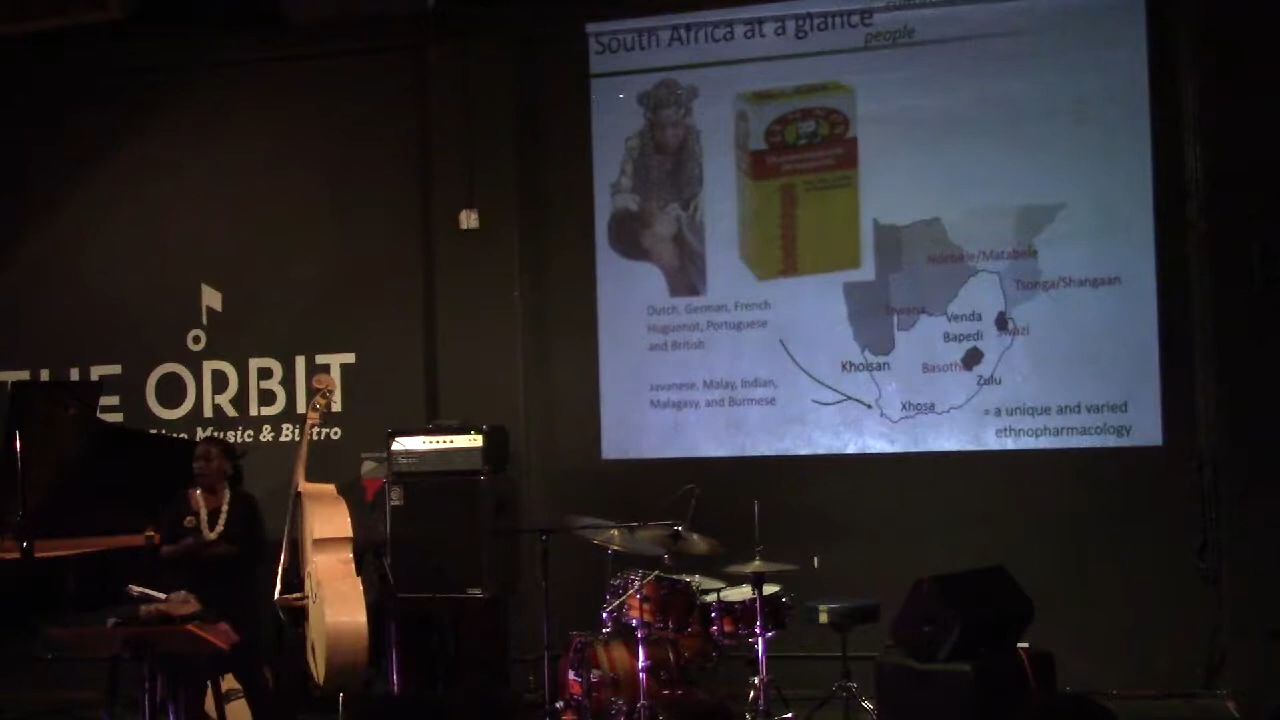 South Africa at a glance
people
Ndebele/Matabele
Tsonga/Shangaan
Dutch, German, French
Huguenot, Portuguese
and British
Tswana
Venda
Swazi
Bapedi
Khoisan
Basotho
Zulu
Javanese, Malay, Indian,
Malagasy, and Burmese
Xhosa
= a unique and varied
ethnopharmacology
THE ORBIT
Live Music & Bistro